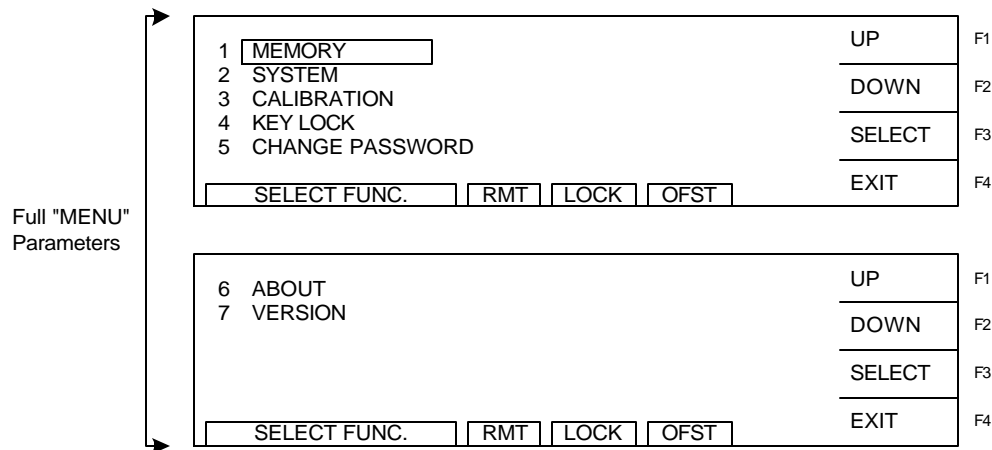 UP F1
1 MEMORY
2 SYSTEM
DOWN F2
3 CALIBRATION
4 KEY LOCK
SELECT F3
5 CHANGE PASSWORD
EXIT F4
SELECT FUNC. RMT LOCK OFST
Full "MENU"
Parameters
UP F1
6 ABOUT
7 VERSION
DOWN F2
SELECT F3
EXIT F4
SELECT FUNC. RMT LOCK OFST